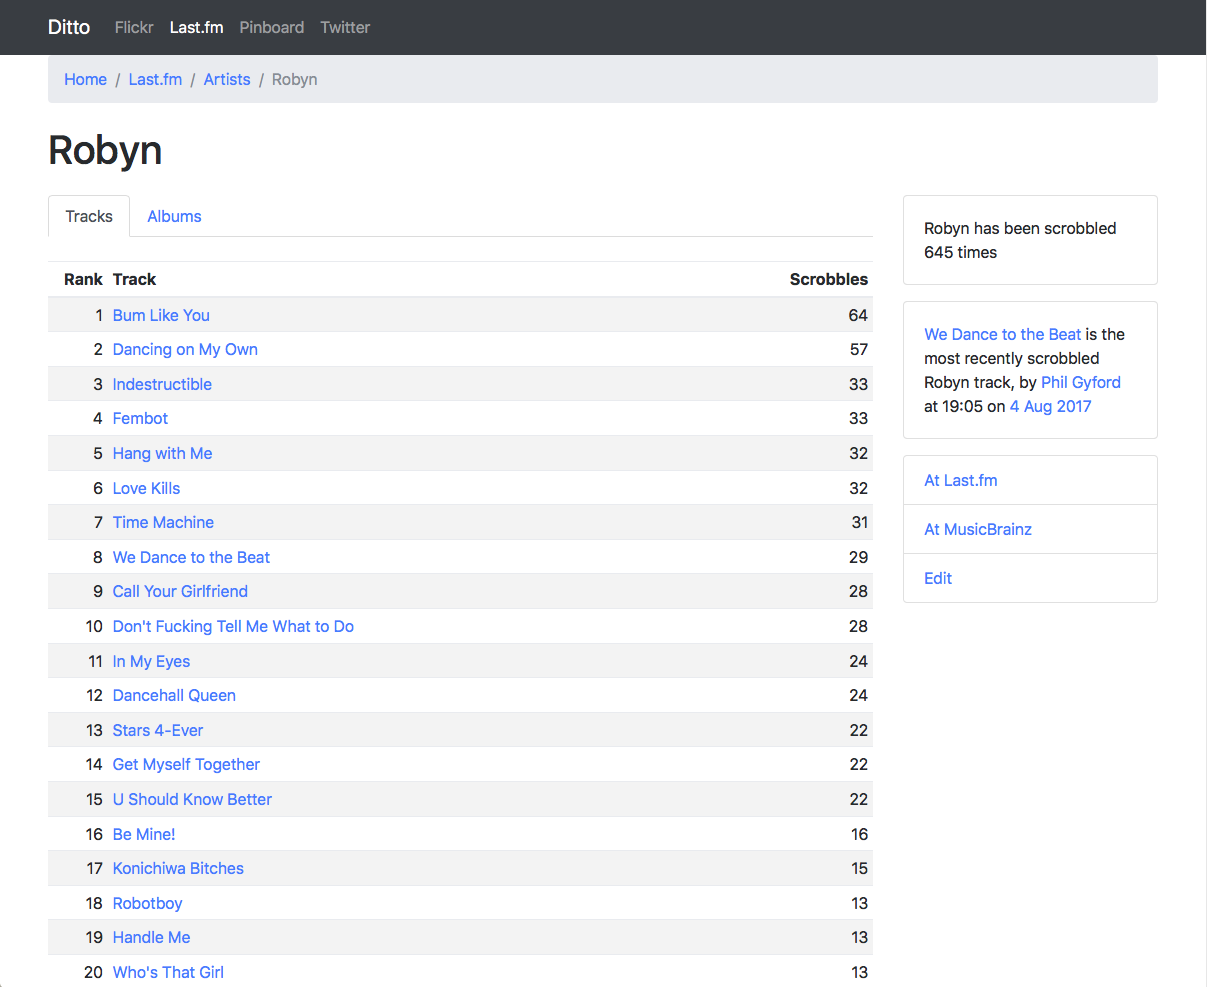 Ditto Flickr Last.fm Pinboard Twitter
Home / Last.fm / Artists / Robyn
Robyn
Tracks Albums
Rank Track Scrobbles
1 Bum Like You 64
2 Dancing on My Own 57
3 Indestructible 33
4 Fembot 33
5 Hang with Me 32
6 Love Kills 32
7 Time Machine 31
8 We Dance to the Beat 29
9 Call Your Girlfriend 28
10 Don't Fucking Tell Me What to Do 28
11 In My Eyes 24
12 Dancehall Queen 24
13 Stars 4-Ever 22
14 Get Myself Together 22
15 U Should Know Better 22
16 Be Mine! 16
17 Konichiwa Bitches 15
18 Robotboy 13
19 Handle Me 13
20 Who's That Girl 13
Robyn has been scrobbled
645 times
We Dance to the Beat is the
most recently scrobbled
Robyn track, by Phil Gyford
at 19:05 on 4 Aug 2017
At Last.fm
At MusicBrainz
Edit